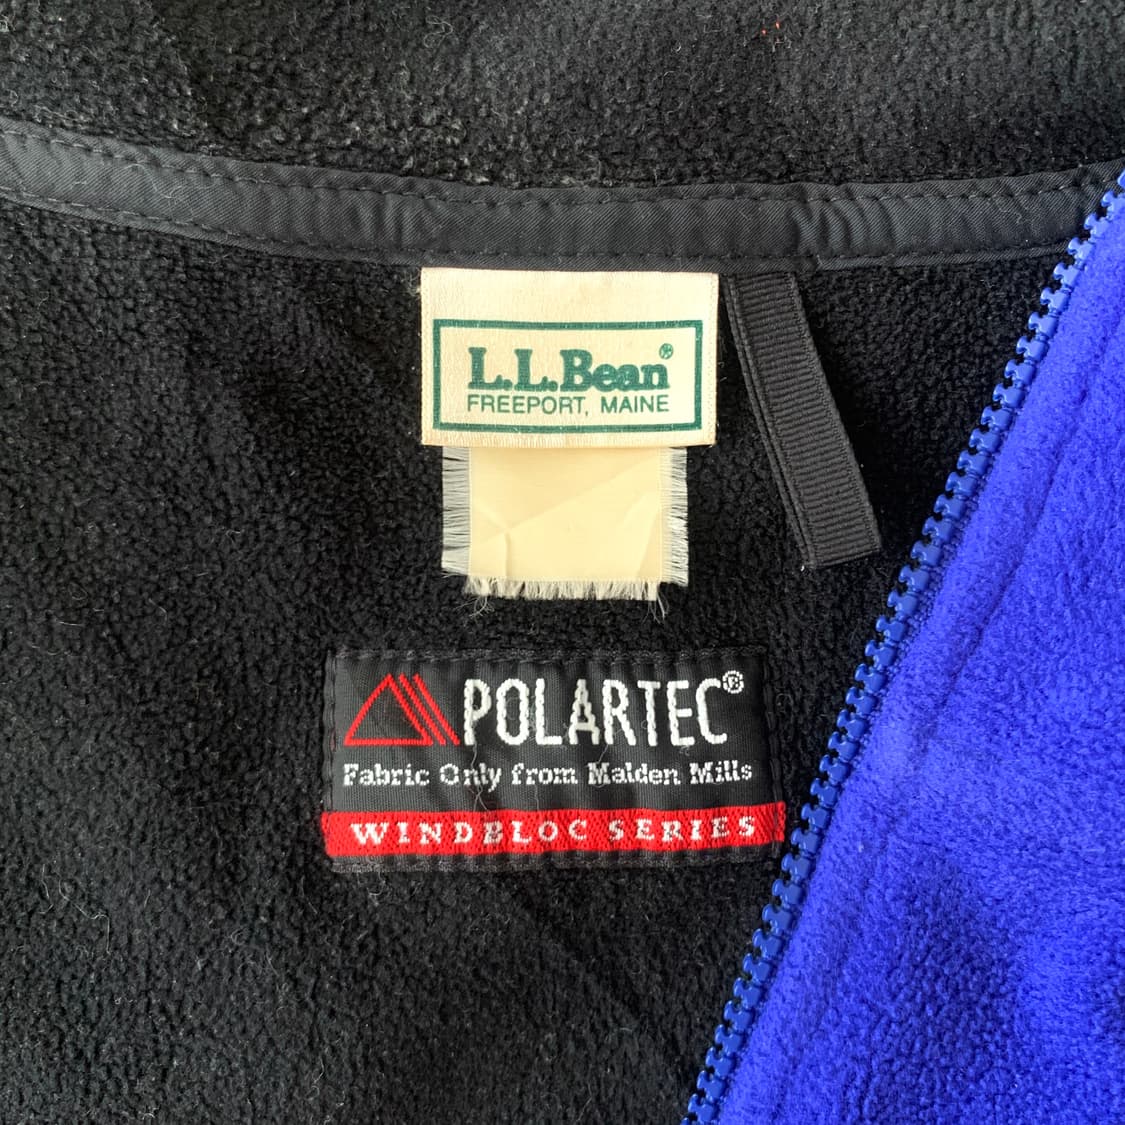 L.L.Bean®
FREEPORT, MAINE
POLARTEC®
Fabric Only from Malden Mills
WINDBLOC SERIES